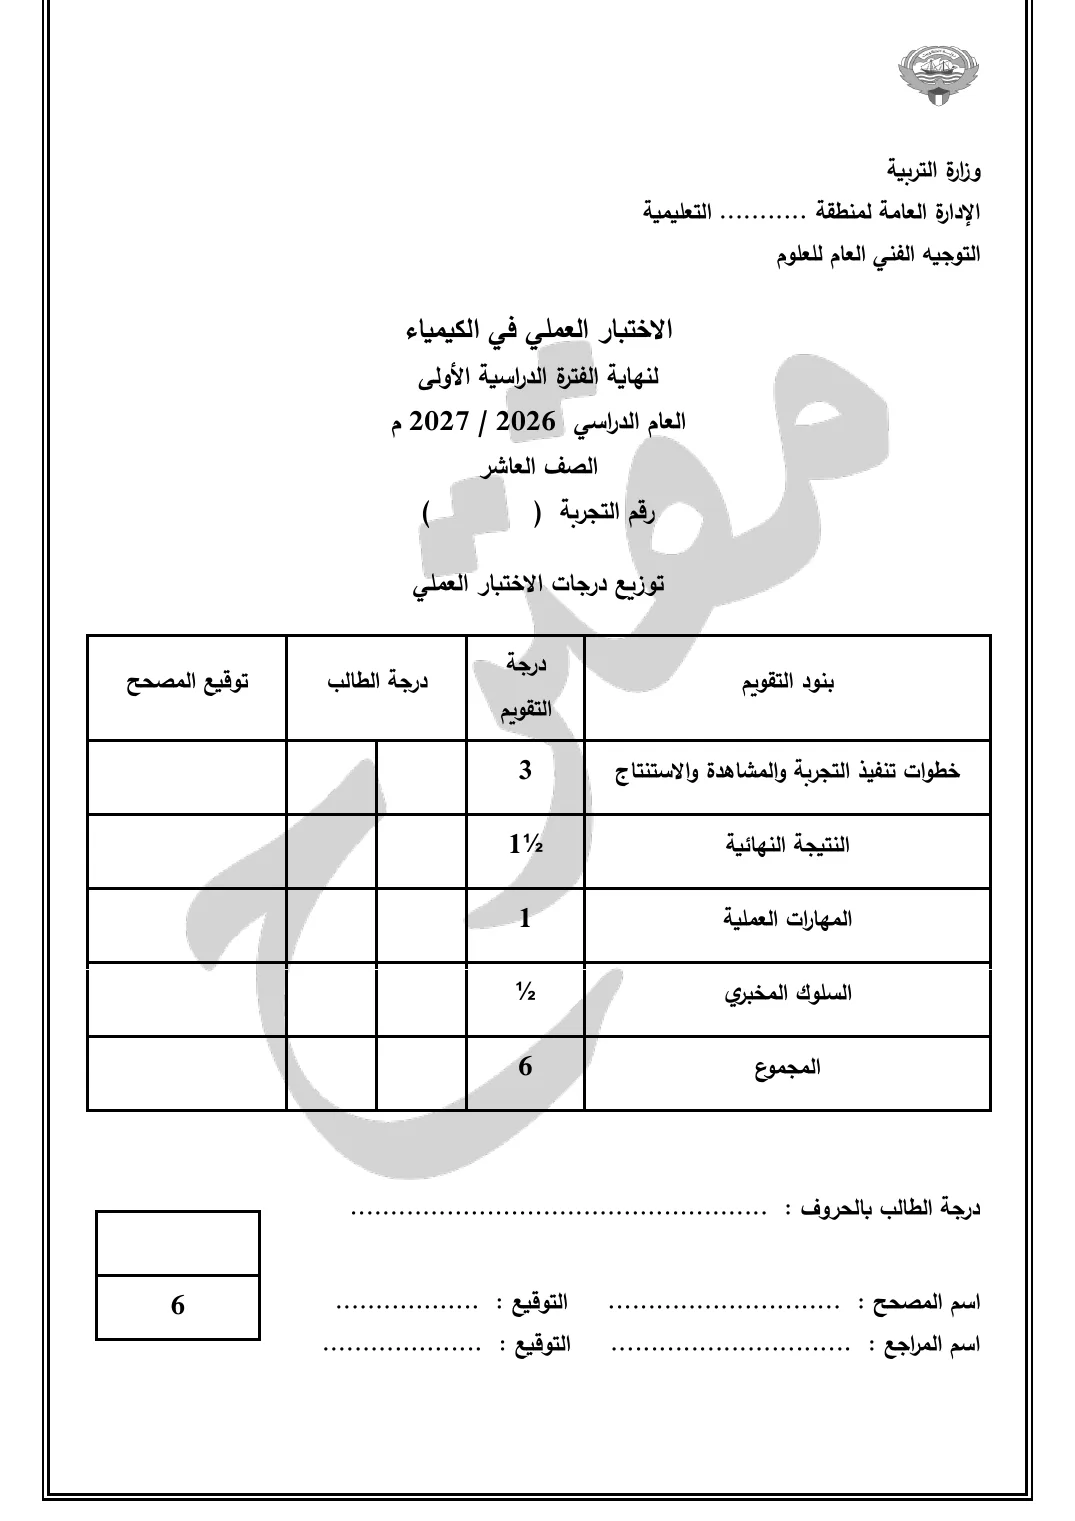 وزارة التربية
الإدارة العامة لمنطقة ........... التعليمية
التوجيه الفني العام للعلوم
الاختبار العملي في الكيمياء
لنهاية الفترة الدراسية الأولى
العام الدراسي 2026 / 2027 م
الصف العاشر
رقم التجربة ( )
توزيع درجات الاختبار العملي
بنود التقويم درجة التقويم درجة الطالب توقيع المصحح
خطوات تنفيذ التجربة والمشاهدة والاستنتاج 3
النتيجة النهائية 1½
المهارات العملية 1
السلوك المخبري ½
المجموع 6
درجة الطالب بالحروف : ....................................................
اسم المصحح : ............................. التوقيع : ..................
اسم المراجع : .............................. التوقيع : ....................
6
مقترح